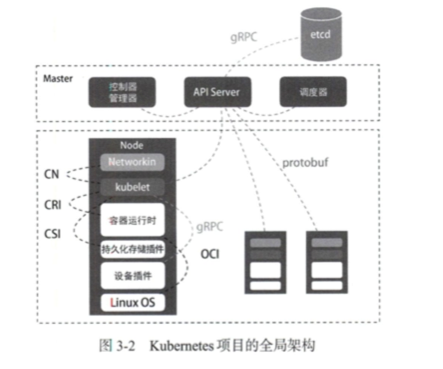 gRPC
etcd
Master
控制器
管理器
API Server
调度器
Node
Networkin
CN
kubelet
protobuf
CRI
容器运行时
CSI
gRPC
持久化存储插件
OCI
设备插件
Linux OS
图 3-2 Kubernetes 项目的全局架构